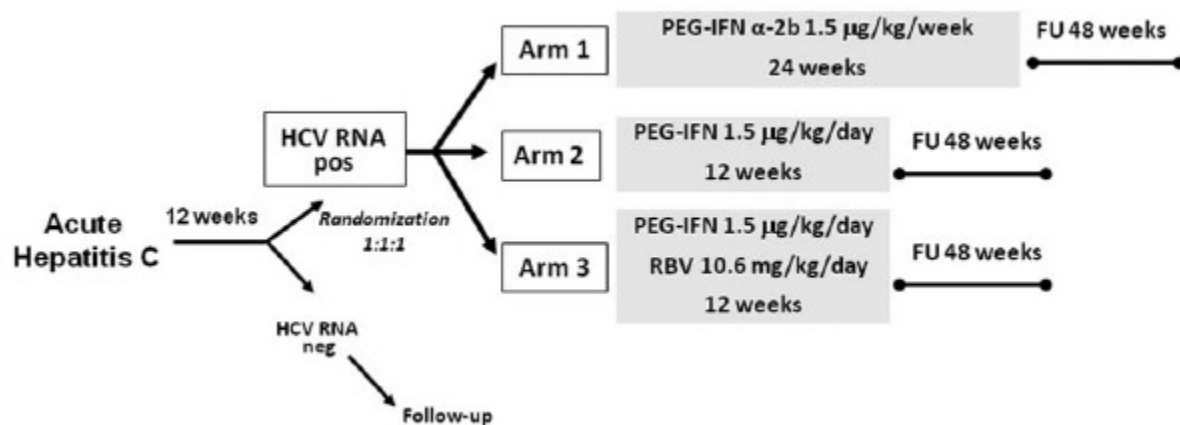 Acute
Hepatitis C
12 weeks
HCV RNA
pos
Randomization
1:1:1
HCV RNA
neg
Follow-up
Arm 1
PEG-IFN α-2b 1.5 µg/kg/week
24 weeks
FU 48 weeks
Arm 2
PEG-IFN 1.5 µg/kg/day
12 weeks
FU 48 weeks
Arm 3
PEG-IFN 1.5 µg/kg/day
RBV 10.6 mg/kg/day
12 weeks
FU 48 weeks